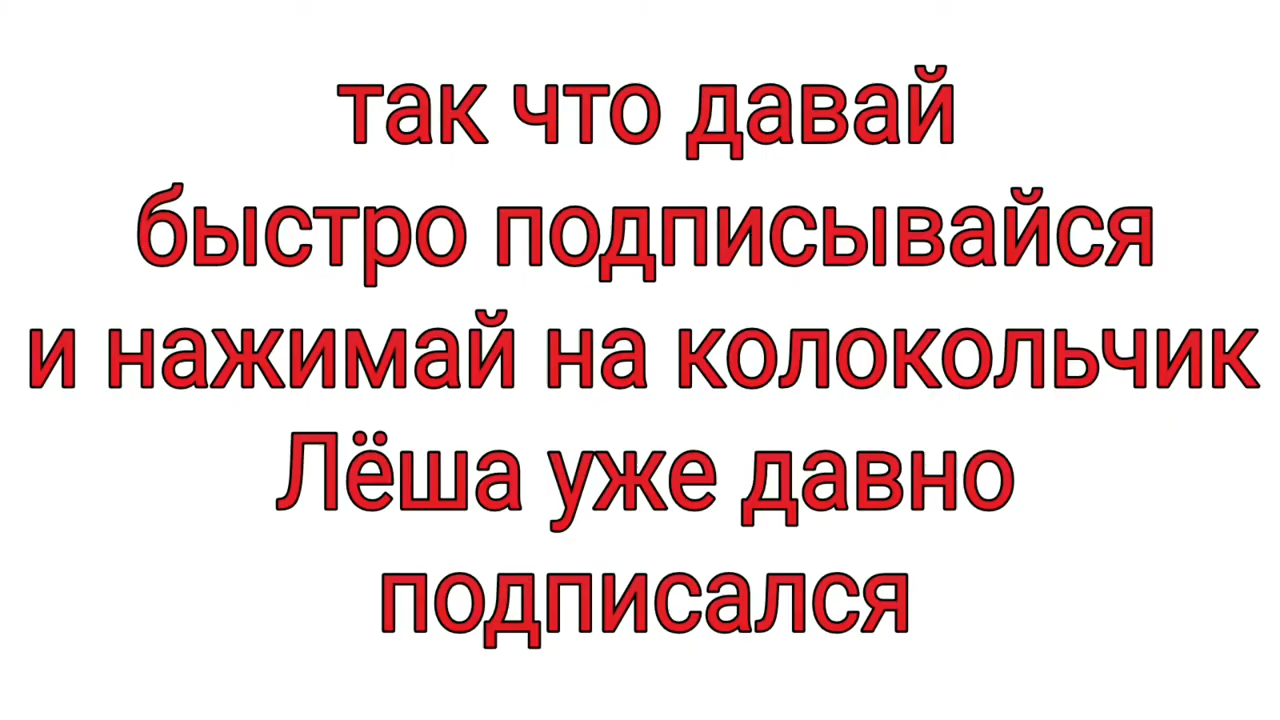 так что давай
быстро подписывайся
и нажимай на колокольчик
Лёша уже давно
подписался